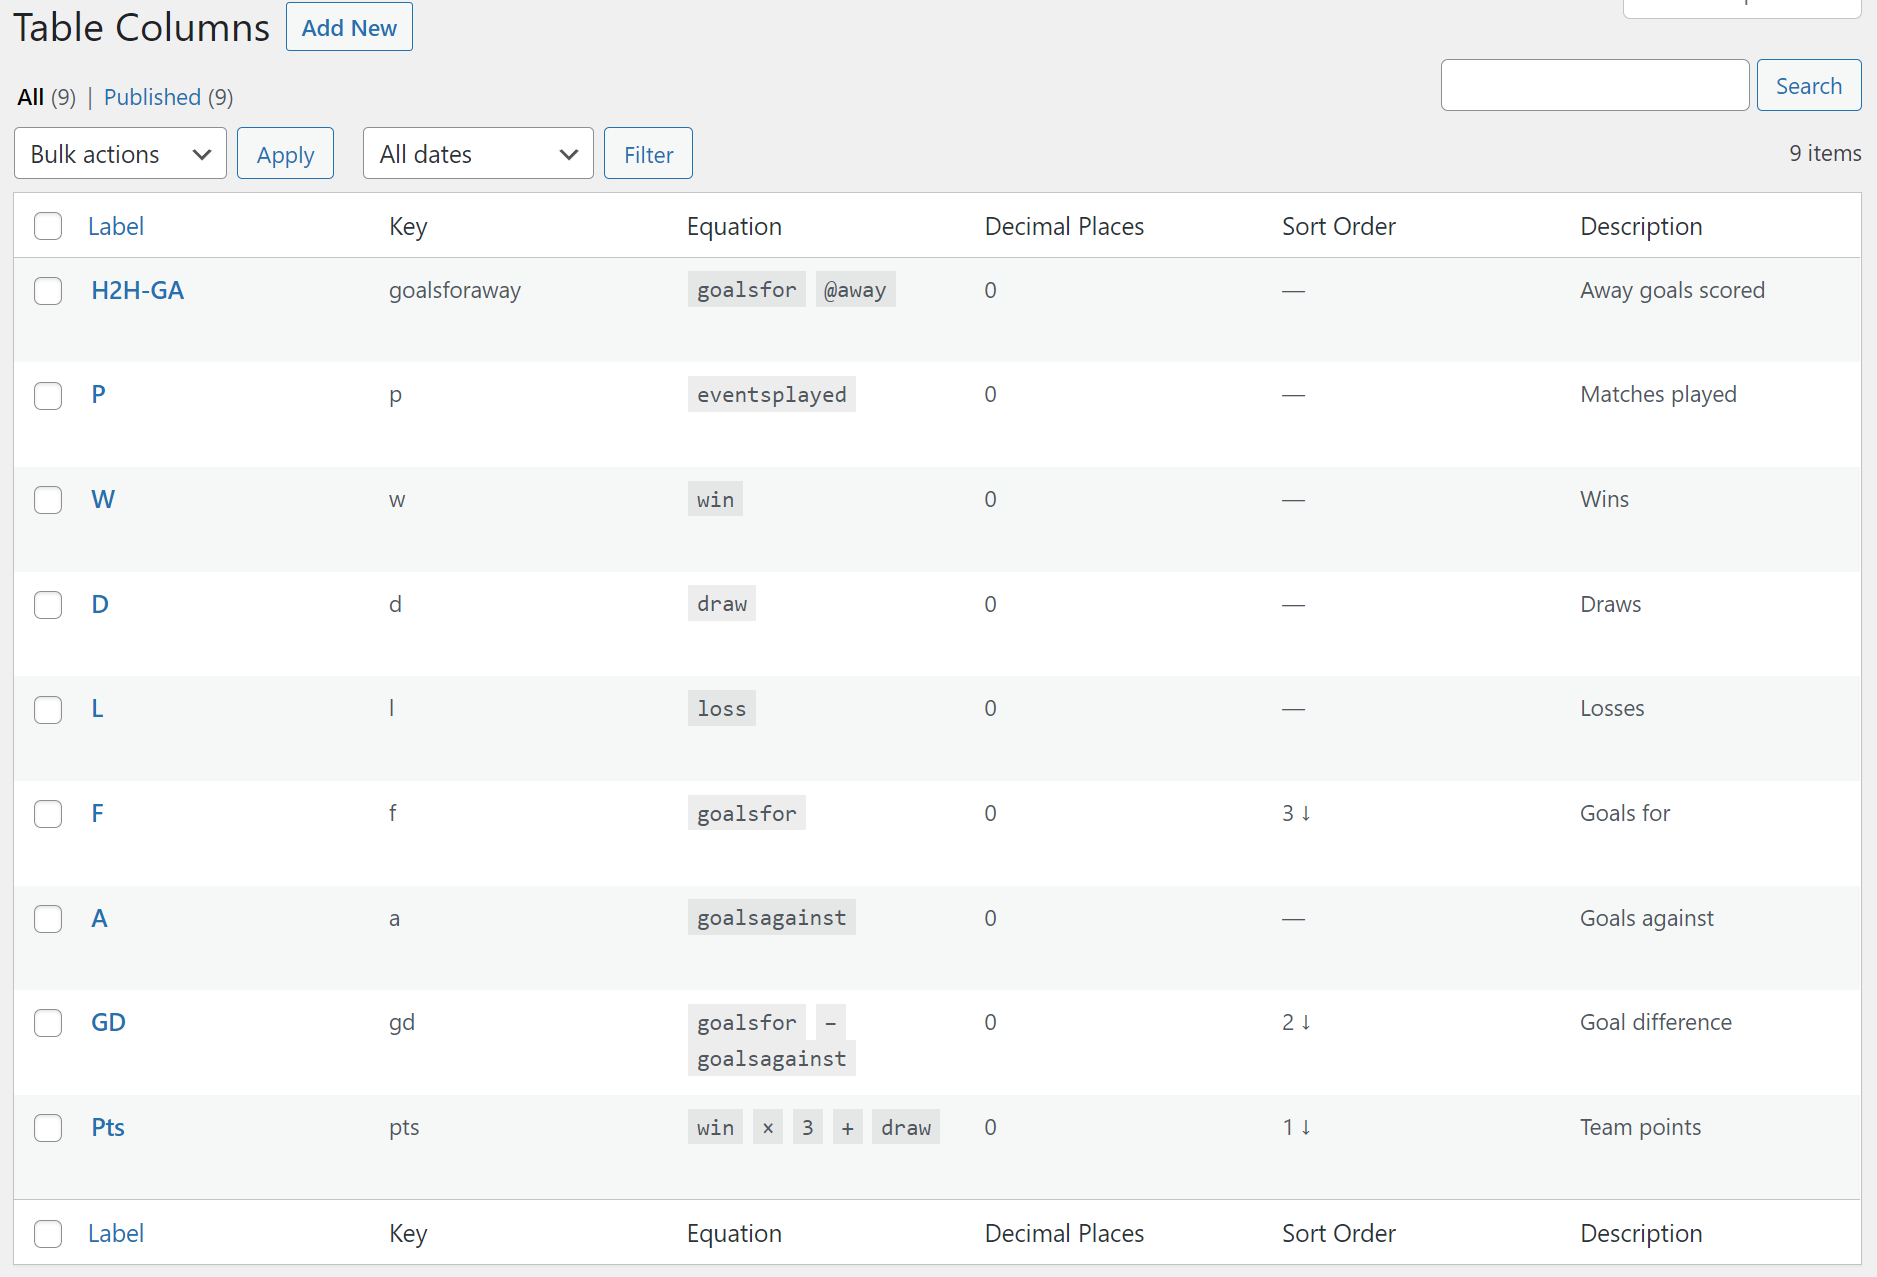 Table Columns Add New
All (9) | Published (9)
Search
Bulk actions Apply All dates Filter 9 items
Label Key Equation Decimal Places Sort Order Description
H2H-GA goalsforaway goalsfor @away 0 — Away goals scored
P p eventsplayed 0 — Matches played
W w win 0 — Wins
D d draw 0 — Draws
L l loss 0 — Losses
F f goalsfor 0 3 ↓ Goals for
A a goalsagainst 0 — Goals against
GD gd goalsfor − 0 2 ↓ Goal difference
goalsagainst
Pts pts win × 3 + draw 0 1 ↓ Team points
Label Key Equation Decimal Places Sort Order Description